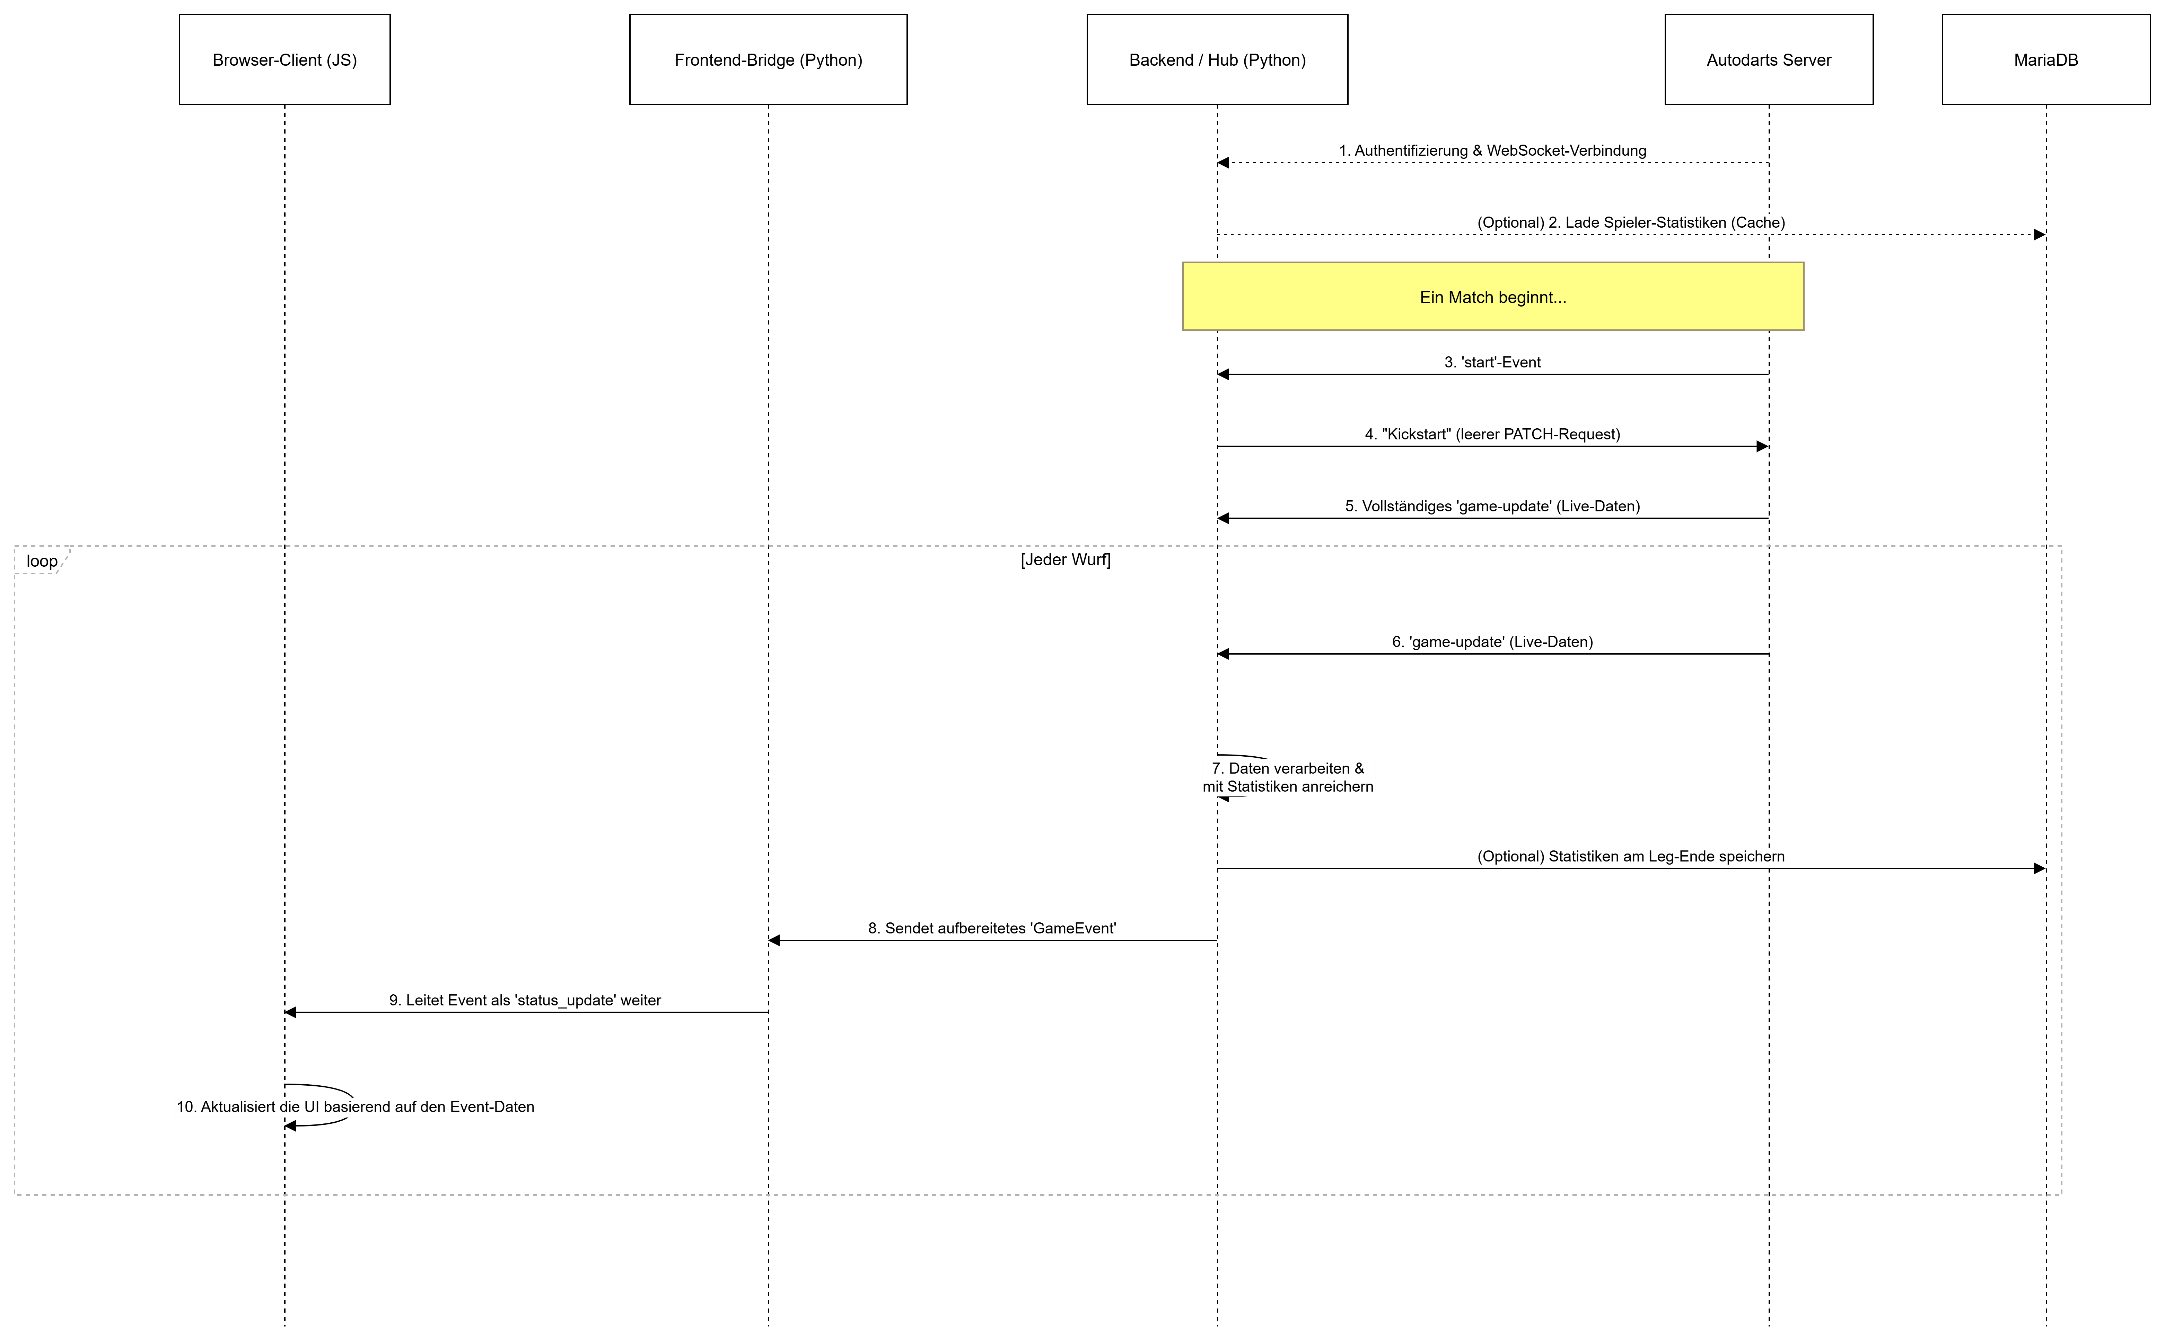 Browser-Client (JS)
Frontend-Bridge (Python)
Backend / Hub (Python)
Autodarts Server
MariaDB
1. Authentifizierung & WebSocket-Verbindung
(Optional) 2. Lade Spieler-Statistiken (Cache)
Ein Match beginnt...
3. 'start'-Event
4. "Kickstart" (leerer PATCH-Request)
5. Vollständiges 'game-update' (Live-Daten)
loop
[Jeder Wurf]
6. 'game-update' (Live-Daten)
7. Daten verarbeiten &
mit Statistiken anreichern
(Optional) Statistiken am Leg-Ende speichern
8. Sendet aufbereitetes 'GameEvent'
9. Leitet Event als 'status_update' weiter
10. Aktualisiert die UI basierend auf den Event-Daten